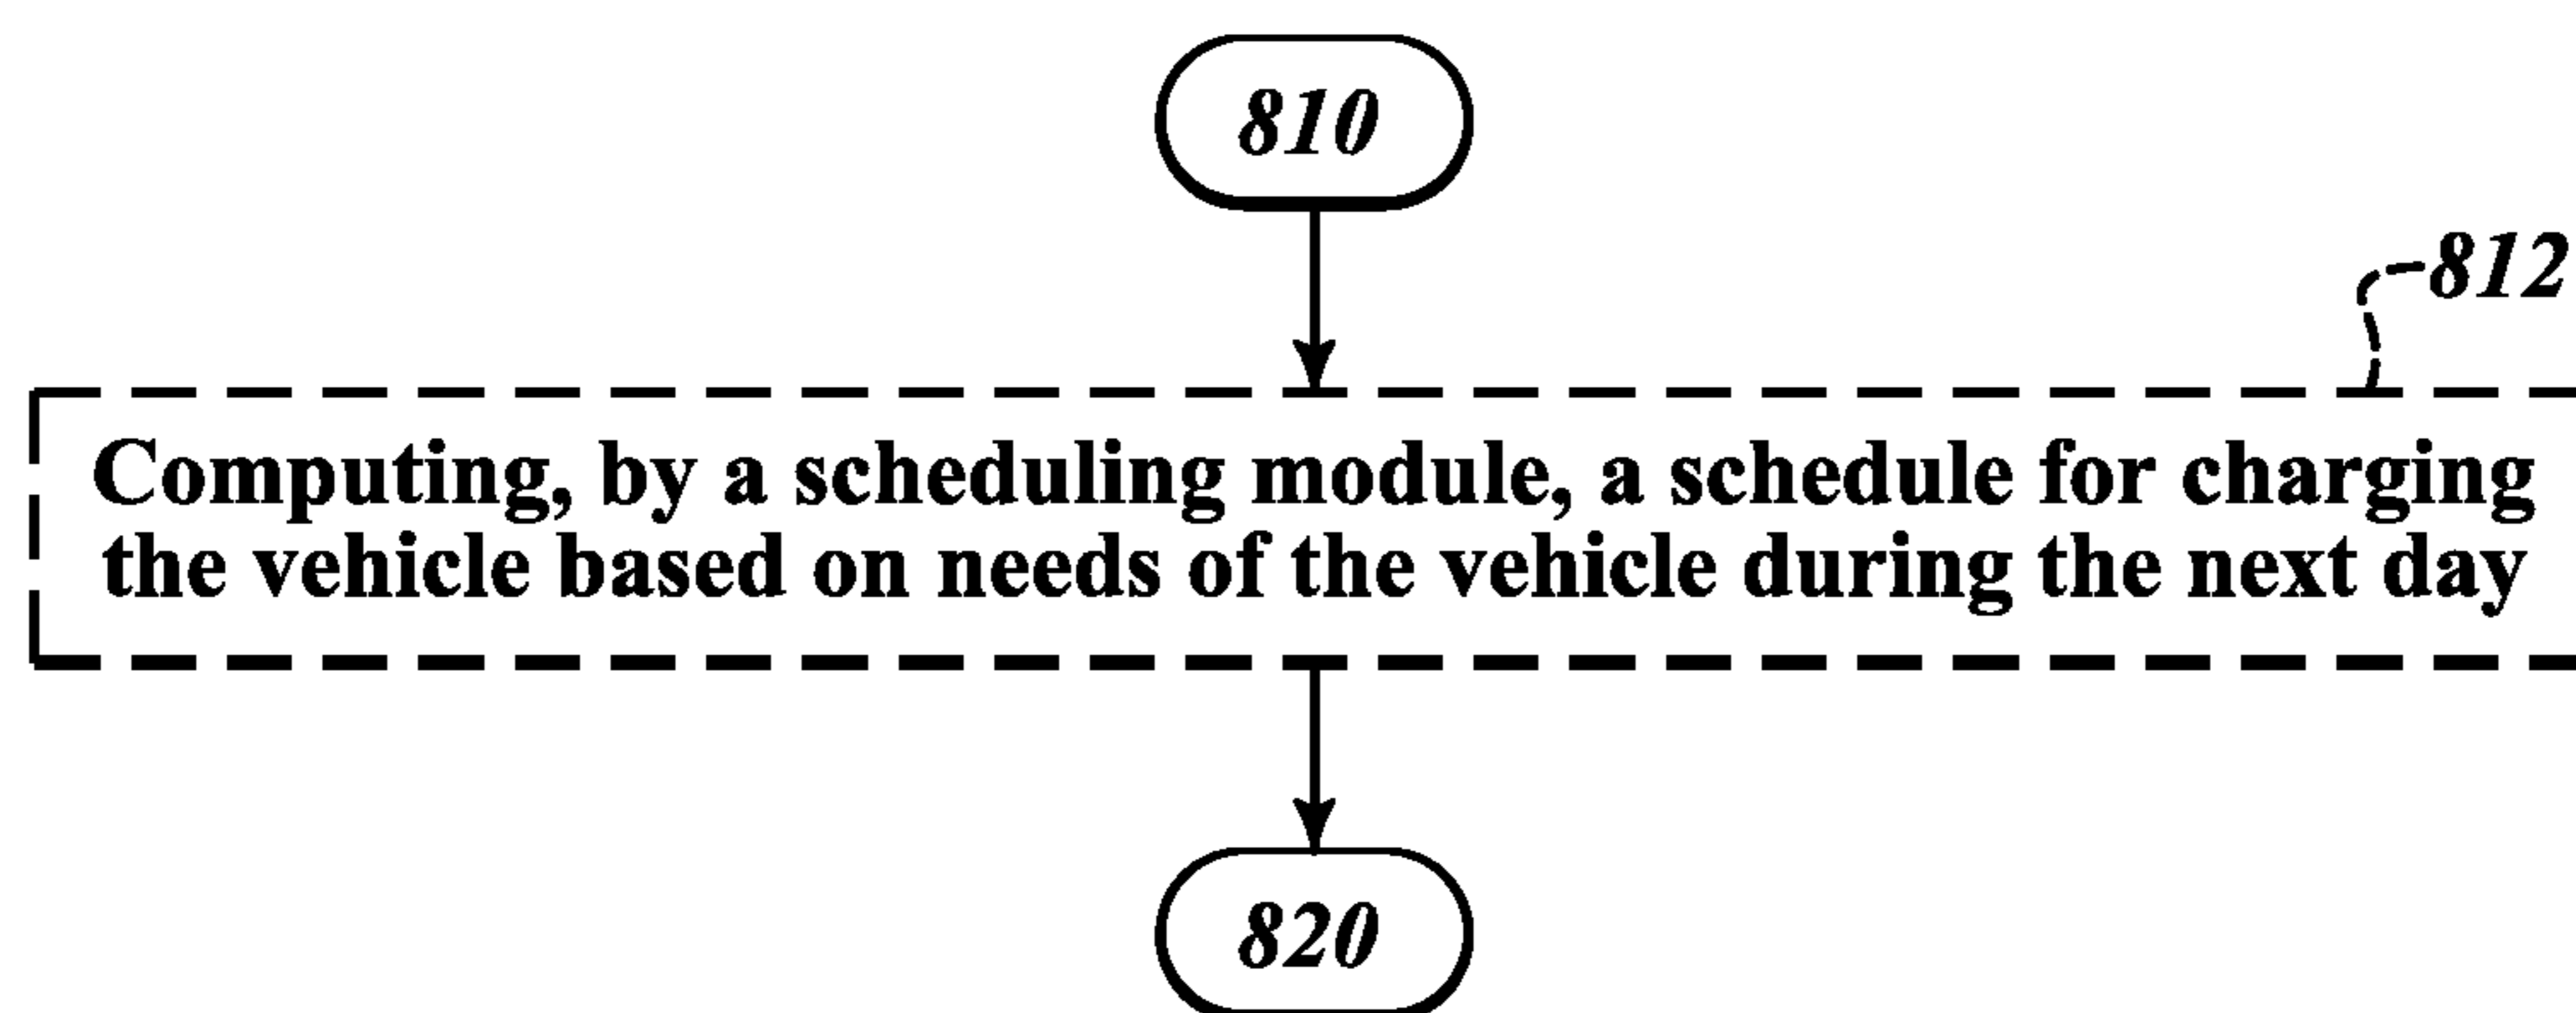 810
812
Computing, by a scheduling module, a schedule for charging
the vehicle based on needs of the vehicle during the next day
820